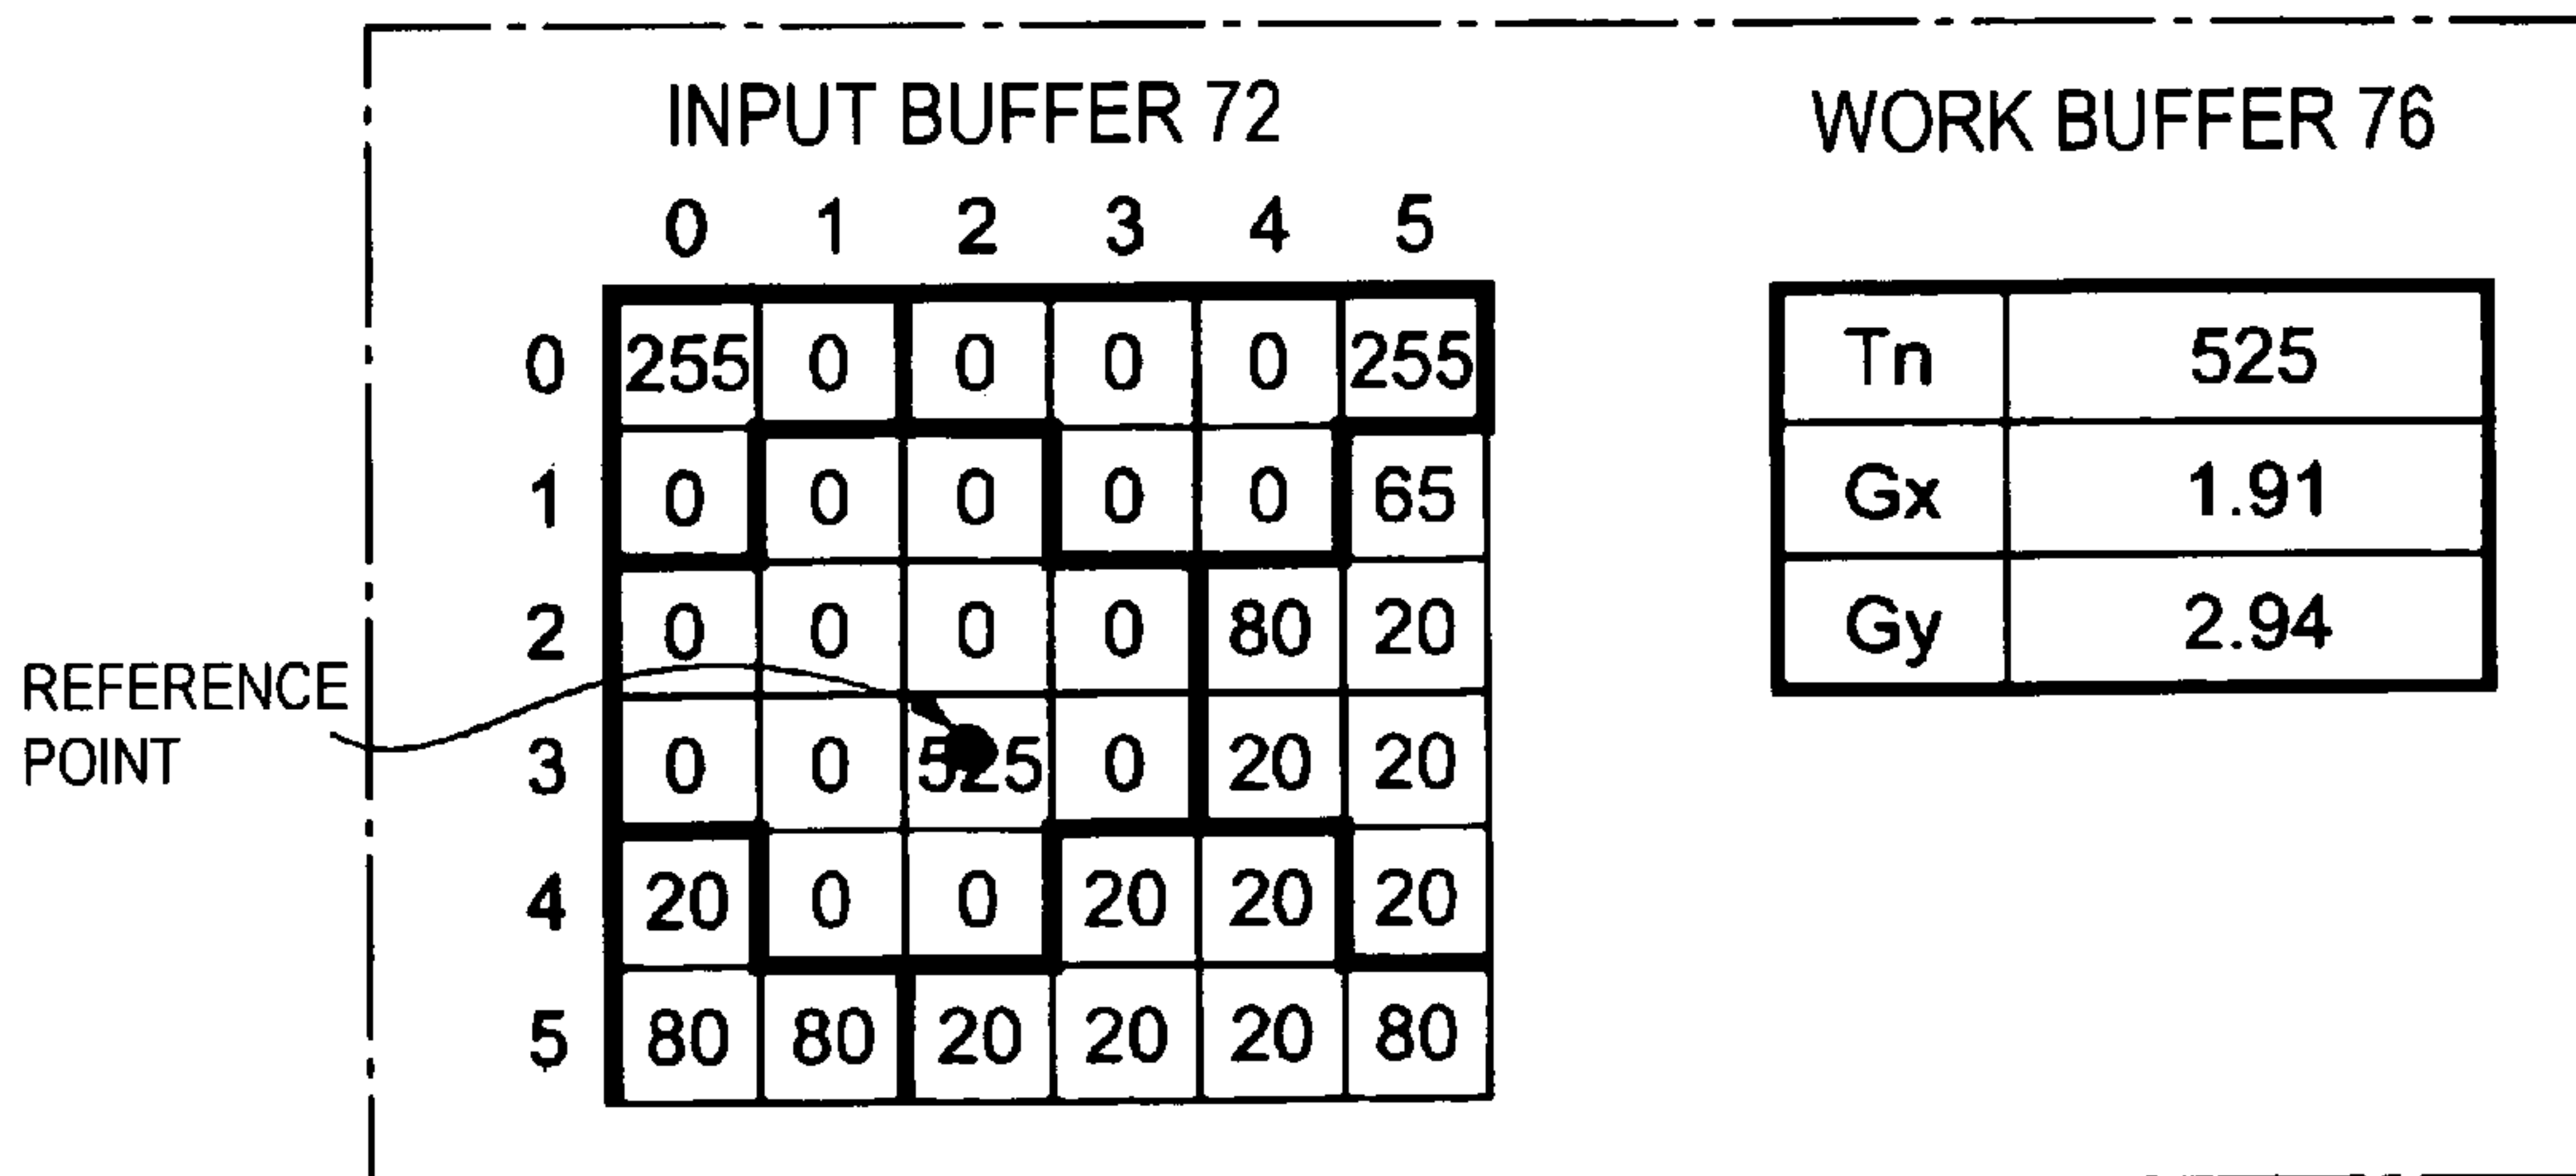 INPUT BUFFER 72
WORK BUFFER 76
0 1 2 3 4 5
0 255 0 0 0 0 255
1 0 0 0 0 0 65
2 0 0 0 0 80 20
3 0 0 525 0 20 20
4 20 0 0 20 20 20
5 80 80 20 20 20 80
Tn 525
Gx 1.91
Gy 2.94
REFERENCE
POINT